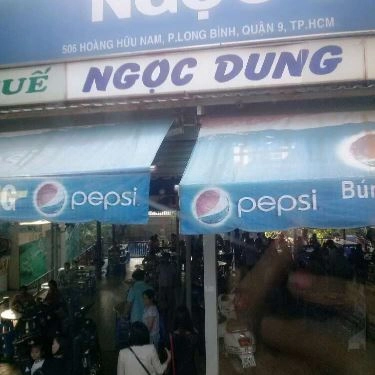 506 HOÀNG HỮU NAM, P.LONG BÌNH, QUẬN 9, TP.HCM
UẾ NGỌC DUNG
pepsi pepsi Bún